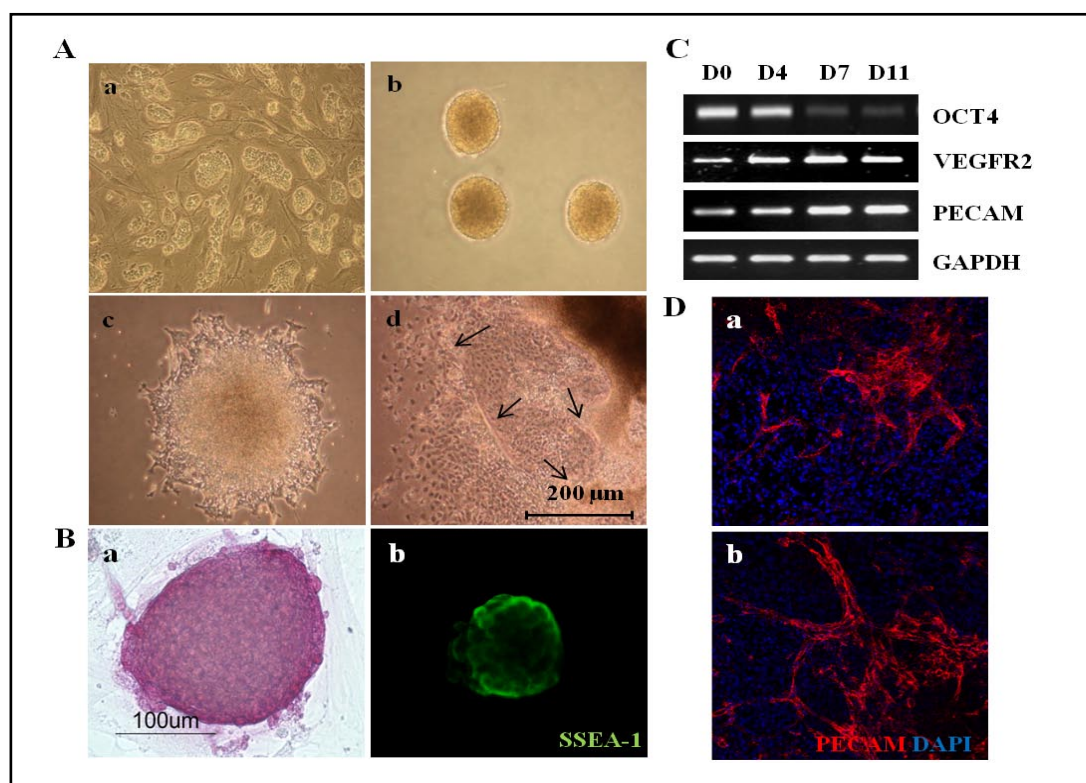 A
a
b
c
d
200 μm
B
a
100um
b
SSEA-1
C
D0 D4 D7 D11
OCT4
VEGFR2
PECAM
GAPDH
D
a
b
PECAM DAPI